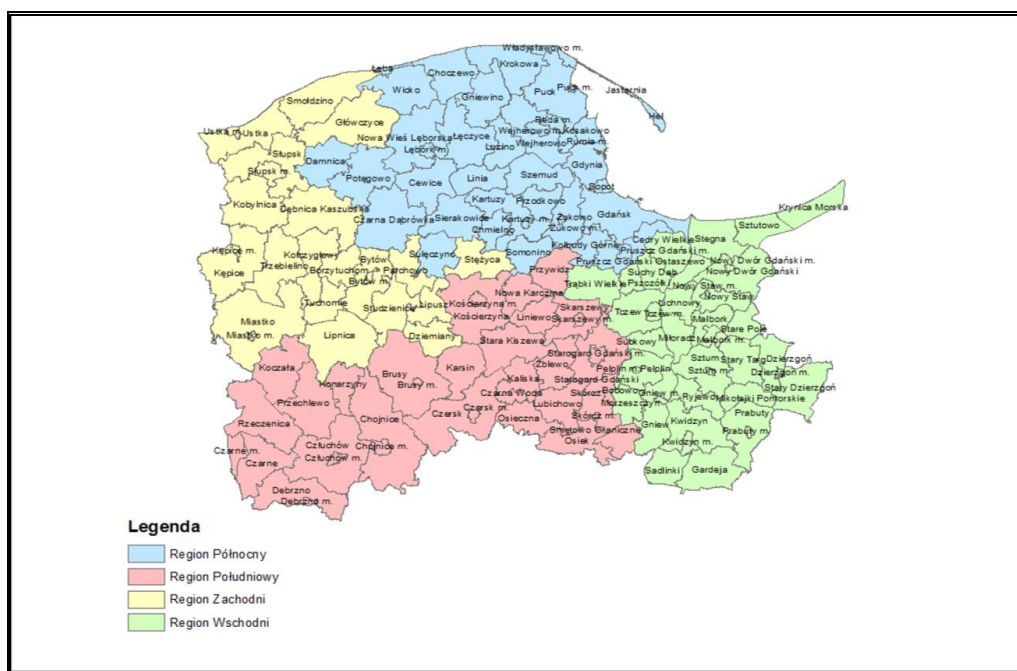 Władysławowo m.
Łeba
Krokowa
Choczewo
Wicko
Gniewino
Puck
Puck m.
Jastarnia
Hel
Smołdzino
Główczyce
Reda m.
Ustka m.
Ustka
Nowa Wieś Lęborska
Łęczyce
Wejherowo m.
Kosakowo
Lębork m.
Luzino
Wejherowo
Rumia m.
Słupsk
Damnica
Słupsk m.
Potęgowo
Cewice
Linia
Szemud
Gdynia
Sopot
Kobylnica
Dębnica Kaszubska
Kartuzy
Przodkowo
Czarna Dąbrówka
Sierakowice
Kartuzy m.
Żukowo
Gdańsk
Chmielno
Żukowo m.
Krynica Morska
Sztutowo
Kępice m.
Kołczygłowy
Sulęczyno
Somonino
Kolbudy Górne
Cedry Wielkie
Stegna
Pruszcz Gdański m.
Kępice
Trzebielino
Bytów
Borzytuchom
Parchowo
Stężyca
Pruszcz Gdański
Ostaszewo
Nowy Dwór Gdański m.
Bytów m.
Przywidz
Suchy Dąb
Nowy Dwór Gdański
Trąbki Wielkie
Pszczółki
Nowy Staw m.
Tuchomie
Studzienice
Lipusz
Nowa Karczma
Kościerzyna m.
Lichnowy
Nowy Staw
Miastko
Kościerzyna
Liniewo
Skarszewy
Skarszewy m.
Tczew
Tczew m.
Malbork
Miastko m.
Lipnica
Dziemiany
Stara Kiszewa
Subkowy
Miłoradz
Malbork m.
Stare Pole
Koczała
Starogard Gdański m.
Sztum
Stary Targ
Dzierzgoń
Konarzyny
Brusy
Karsin
Zblewo
Pelplin m.
Pelplin
Sztum m.
Dzierzgoń m.
Brusy m.
Kaliska
Starogard Gdański
Przechlewo
Czarna Woda
Bobowo
Gniew m.
Ryjewo
Stary Dzierzgoń
Mikołajki Pomorskie
Rzeczenica
Chojnice
Czersk
Czersk m.
Lubichowo
Skórcz
Morzeszczyn
Skórcz m.
Osieczna
Gniew
Kwidzyn
Prabuty
Czarne m.
Człuchów
Chojnice m.
Smętowo Graniczne
Prabuty m.
Człuchów m.
Osiek
Kwidzyn m.
Czarne
Sadlinki
Gardeja
Debrzno
Debrzno m.
Legenda
Region Północny
Region Południowy
Region Zachodni
Region Wschodni